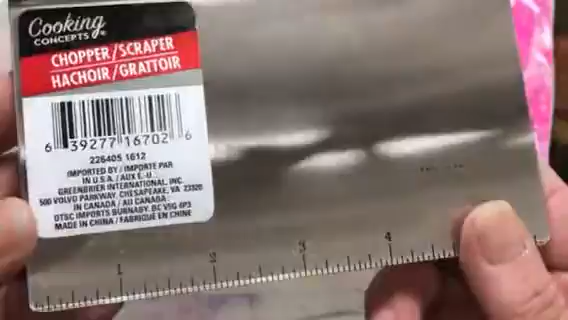 Cooking
CONCEPTS®
CHOPPER/SCRAPER
HACHOIR/GRATTOIR
6 39277 16702 6
226405 1612
IMPORTED BY / IMPORTÉ PAR
IN U.S.A. / AUX É.-U.:
GREENBRIER INTERNATIONAL, INC.
500 VOLVO PARKWAY, CHESAPEAKE, VA 23320
IN CANADA / AU CANADA:
DTSC IMPORTS BURNABY, BC V5G 4P3
MADE IN CHINA / FABRIQUÉ EN CHINE
1 2 3 4